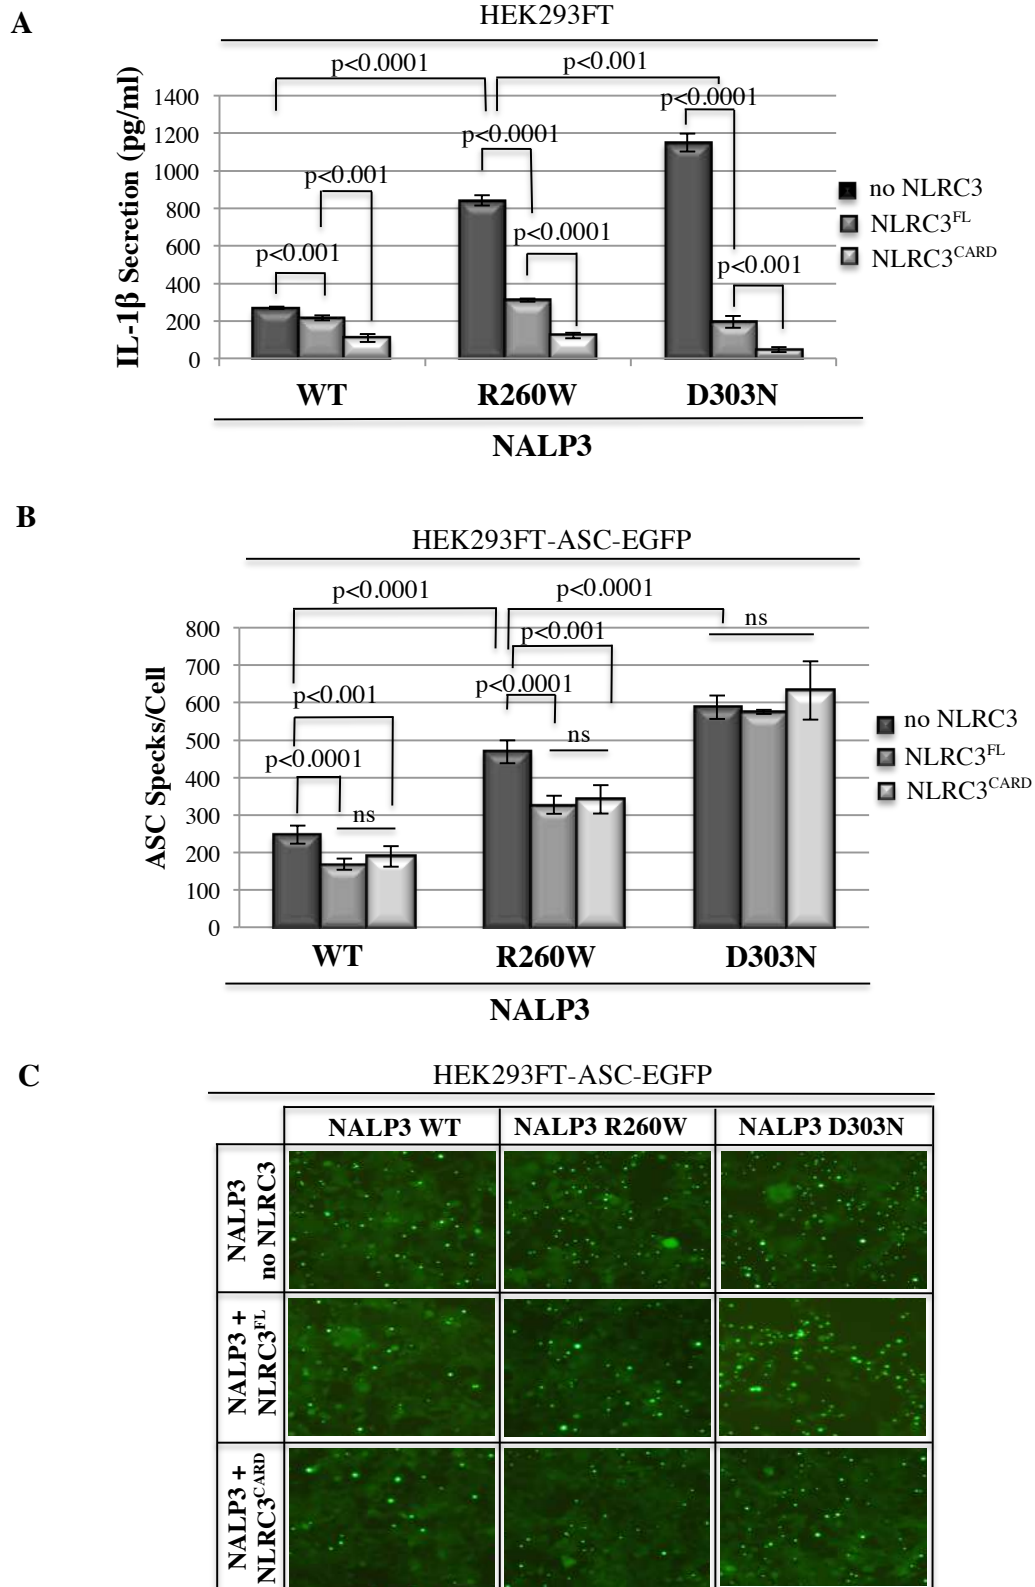 A
HEK293FT
p<0.0001
p<0.001
p<0.0001
p<0.0001
p<0.001
p<0.0001
p<0.001
p<0.001
IL-1β Secretion (pg/ml)
1400
1200
1000
800
600
400
200
0
no NLRC3
NLRC3FL
NLRC3CARD
WT R260W D303N
NALP3
B
HEK293FT-ASC-EGFP
p<0.0001
p<0.0001
ns
p<0.001
p<0.0001
p<0.001
ns
p<0.0001
ns
ASC Specks/Cell
800
700
600
500
400
300
200
100
0
no NLRC3
NLRC3FL
NLRC3CARD
WT R260W D303N
NALP3
C
HEK293FT-ASC-EGFP
NALP3 WT NALP3 R260W NALP3 D303N
NALP3
no NLRC3
NALP3 +
NLRC3FL
NALP3 +
NLRC3CARD